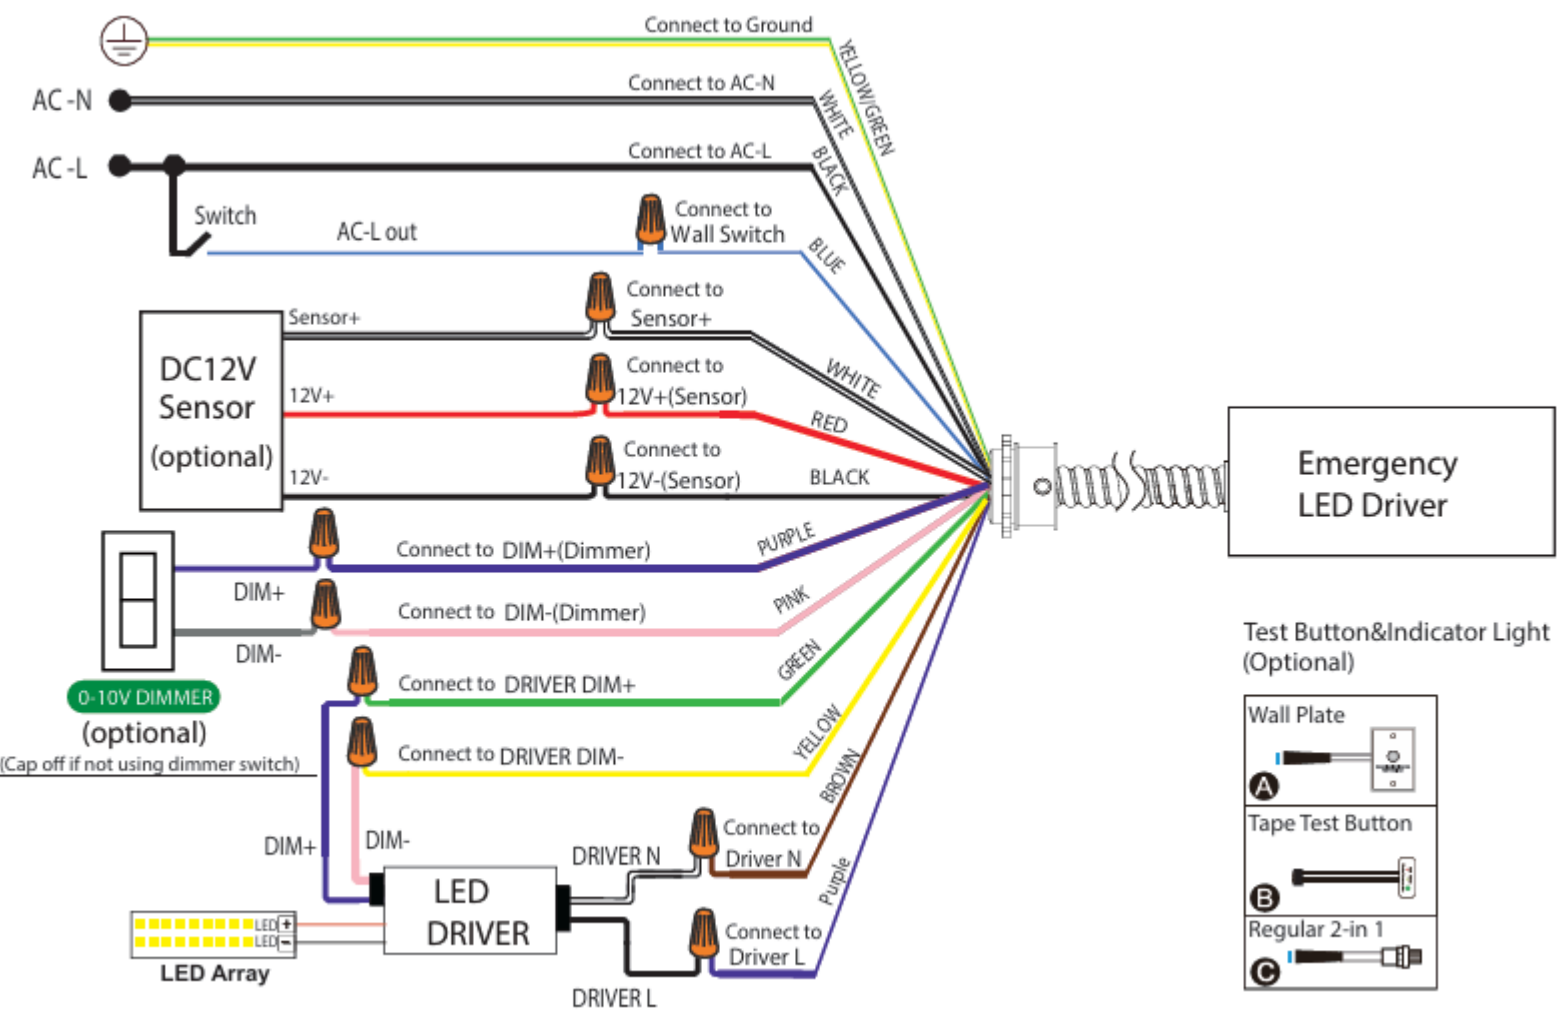 Connect to Ground
YELLOW/GREEN
AC-N
Connect to AC-N
WHITE
AC-L
Connect to AC-L
BLACK
Switch
AC-L out
Connect to
Wall Switch
BLUE
DC12V
Sensor
(optional)
Sensor+
Connect to
Sensor+
WHITE
12V+
Connect to
12V+(Sensor)
RED
12V-
Connect to
12V-(Sensor)
BLACK
Emergency
LED Driver
Connect to DIM+(Dimmer)
PURPLE
DIM+
Connect to DIM-(Dimmer)
PINK
DIM-
0-10V DIMMER
(optional)
(Cap off if not using dimmer switch)
Connect to DRIVER DIM+
GREEN
Connect to DRIVER DIM-
YELLOW
DIM+
DIM-
BROWN
DRIVER N
Connect to
Driver N
Purple
LED
DRIVER
Connect to
Driver L
DRIVER L
LED +
LED -
LED Array
Test Button&Indicator Light
(Optional)
Wall Plate
A
Tape Test Button
B
Regular 2-in 1
C